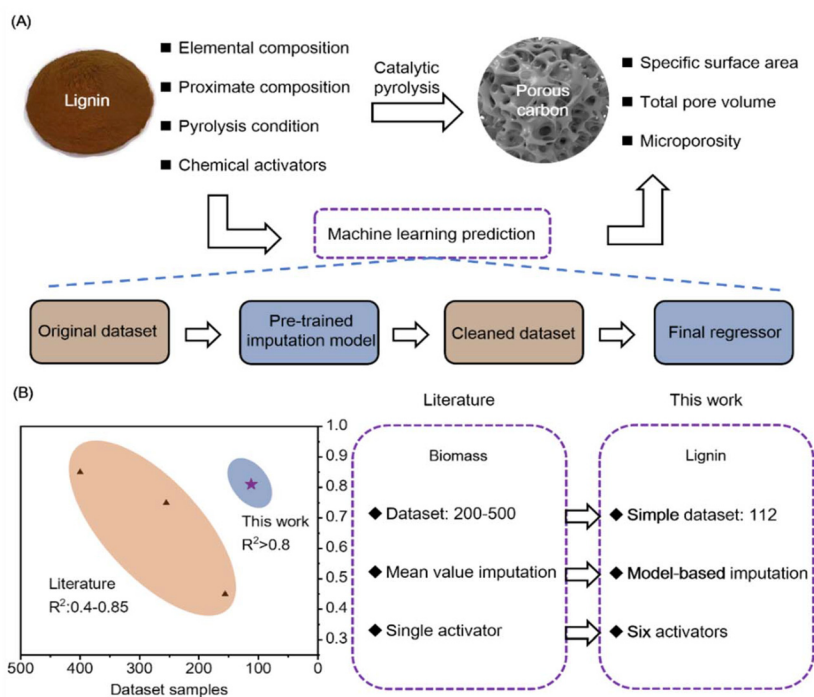 (A)
Lignin
■ Elemental composition
■ Proximate composition
■ Pyrolysis condition
■ Chemical activators
Catalytic
pyrolysis
Porous
carbon
■ Specific surface area
■ Total pore volume
■ Microporosity
Machine learning prediction
Original dataset
Pre-trained
imputation model
Cleaned dataset
Final regressor
(B)
1.0
0.9
0.8
0.7
0.6
0.5
0.4
0.3
This work
R²>0.8
Literature
R²:0.4-0.85
500
400
300
200
100
0
Dataset samples
Literature
Biomass
◆ Dataset: 200-500
◆ Mean value imputation
◆ Single activator
This work
Lignin
◆ Simple dataset: 112
◆ Model-based imputation
◆ Six activators